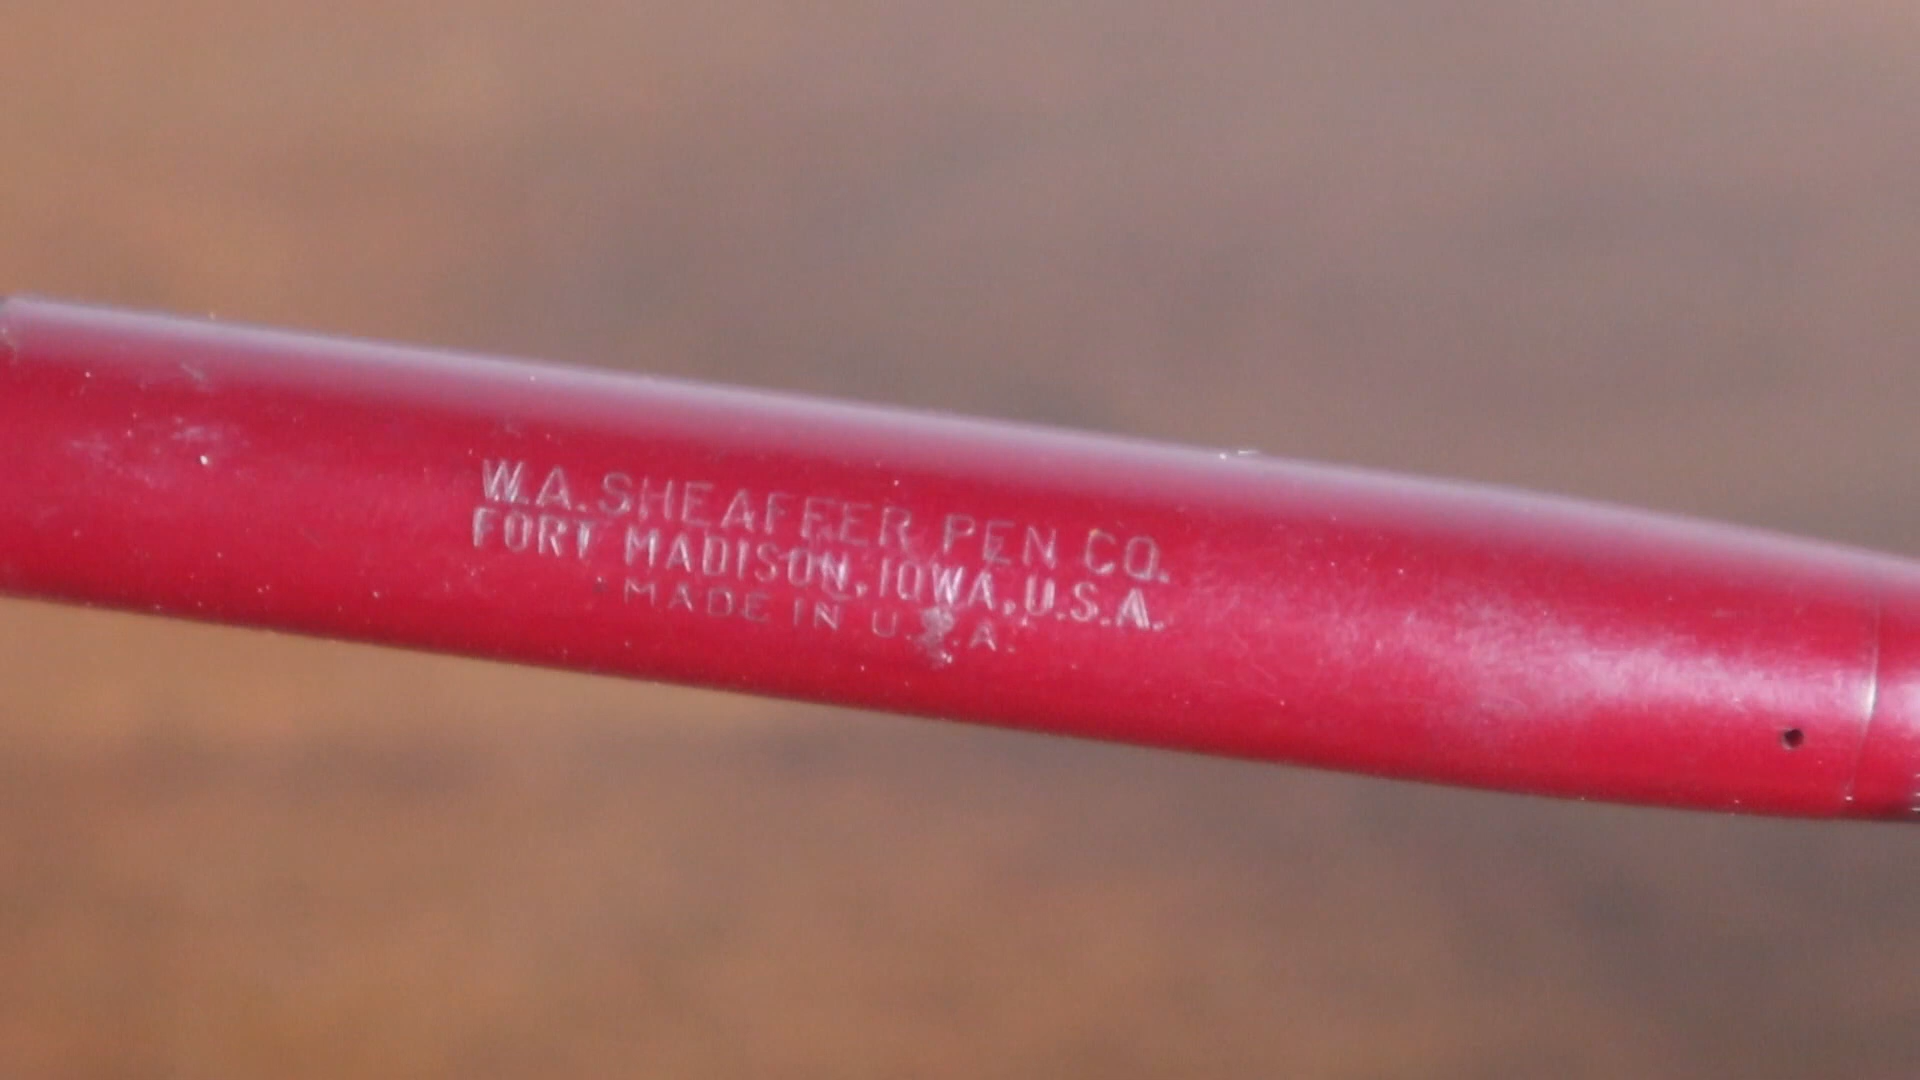 W.A. SHEAFFER PEN CO.
FORT MADISON, IOWA, U.S.A.
- MADE IN U.S.A. -